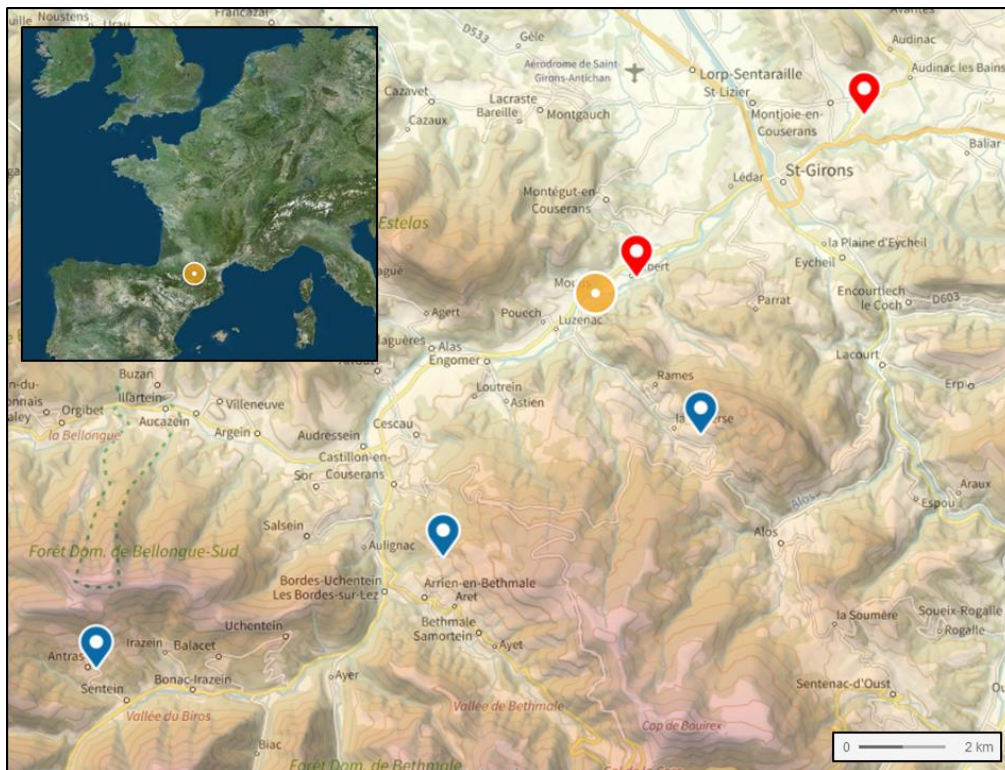 Francazal
Avantès
D533
Gèle
Audinac
Aérodrome de Saint
Girons-Antichan
Lorp-Sentaraille
Audinac les Bains
Cazavet
Lacraste
Bareille
Montgauch
St-Lizier
Montjoie-en-
Couserans
Cazaux
Baliar
St-Girons
Lédar
Montégut-en-
Couserans
Estelas
la Plaine d'Eycheil
Eycheil
Encourtiech
le Coch
D603
Parrat
Agert
Pouech
Luzenac
Alas
Engomer
Lacourt
Buzan
Illartein
Orgibet
Aucazein
Villeneuve
la Bellongue
Argein
Audressein
Loutrein
Astien
Rames
Erp
Cescau
Castillon-en-
Couserans
Sor
Araux
Alos
Espou
Salsein
Alos
Aulignac
Forêt Dom. de Bellongue-Sud
Bordes-Uchentein
Les Bordes-sur-Lez
Arrien-en-Bethmale
Aret
Bethmale
Samortein
Ayet
la Soumère
Soueix-Rogalle
Rogalle
Uchentein
Irazein
Balacet
Antras
Sentein
Bonac-Irazein
Ayer
Vallée du Biros
Vallée de Bethmale
Sentenac-d'Oust
Cap de Bouirex
Biac
Forêt Dom. de Bethmale
0 2 km